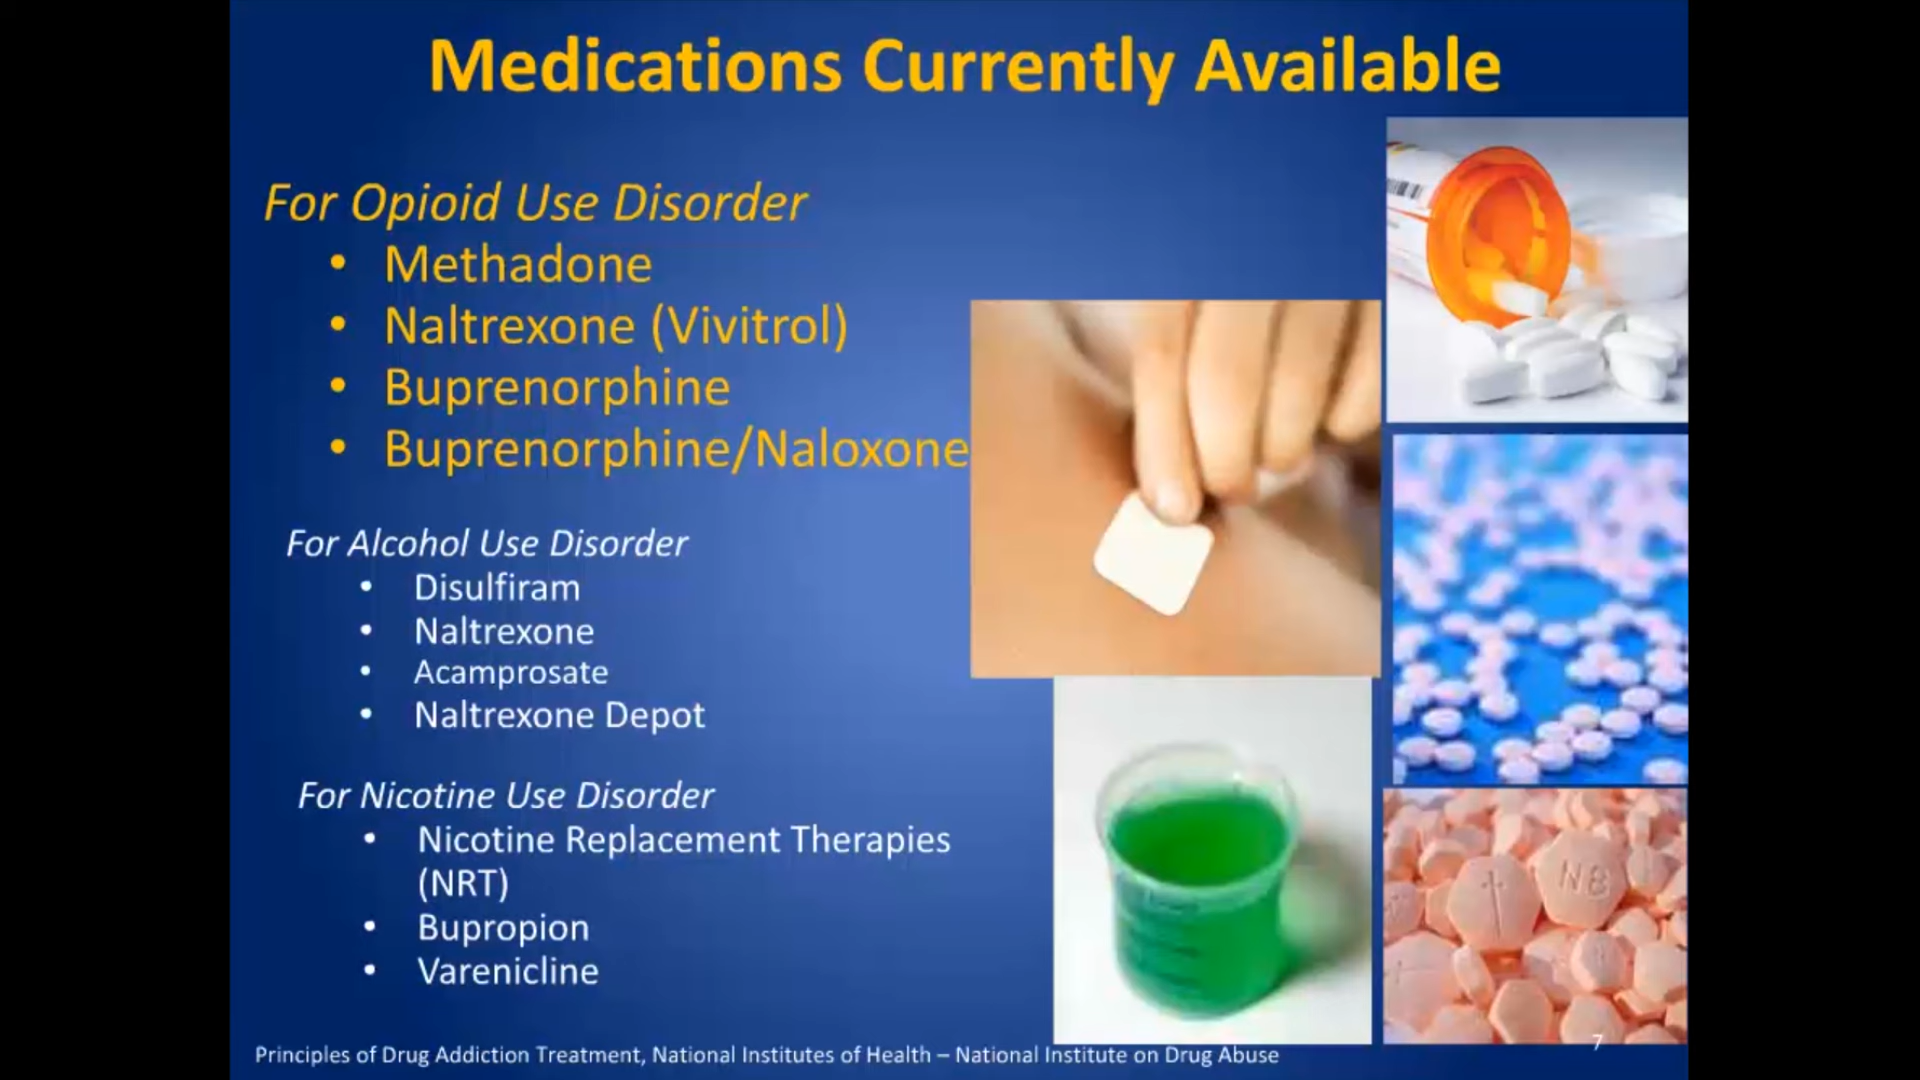 Medications Currently Available
For Opioid Use Disorder
• Methadone
• Naltrexone (Vivitrol)
• Buprenorphine
• Buprenorphine/Naloxone
For Alcohol Use Disorder
• Disulfiram
• Naltrexone
• Acamprosate
• Naltrexone Depot
For Nicotine Use Disorder
• Nicotine Replacement Therapies
(NRT)
• Bupropion
• Varenicline
N8
7
Principles of Drug Addiction Treatment, National Institutes of Health – National Institute on Drug Abuse